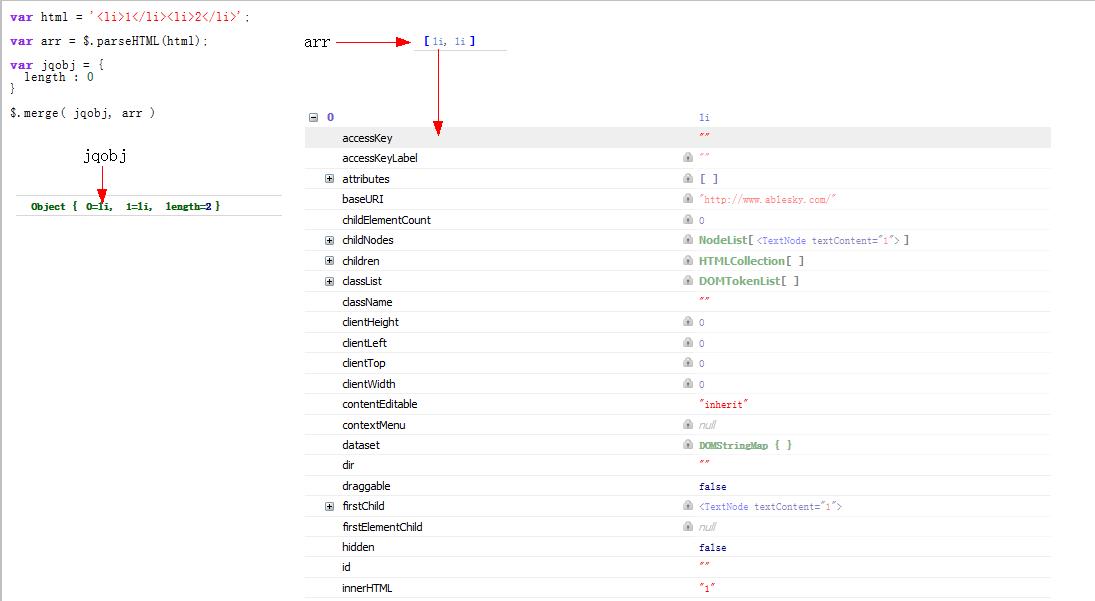 var html = '<li>1</li><li>2</li>';
var arr = $.parseHTML(html);
var jqobj = {
length : 0
}
$.merge( jqobj, arr )
jqobj
Object { 0=li, 1=li, length=2 }
arr
[ li, li ]
0 li
accessKey ""
accessKeyLabel ""
attributes [ ]
baseURI "http://www.ablesky.com/"
childElementCount 0
childNodes NodeList[ <TextNode textContent="1"> ]
children HTMLCollection[ ]
classList DOMTokenList[ ]
className ""
clientHeight 0
clientLeft 0
clientTop 0
clientWidth 0
contentEditable "inherit"
contextMenu null
dataset DOMStringMap { }
dir ""
draggable false
firstChild <TextNode textContent="1">
firstElementChild null
hidden false
id ""
innerHTML "1"